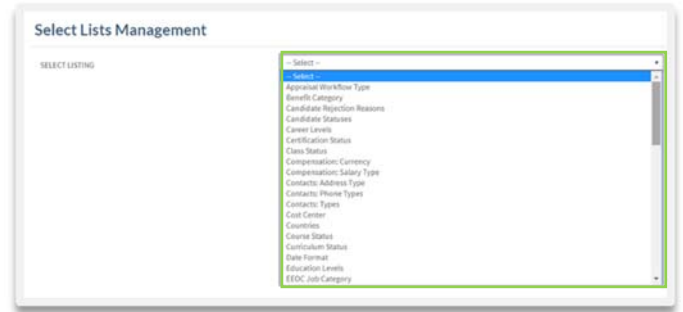 Select Lists Management
SELECT LISTING
-- Select --
-- Select --
Appraisal Workflow Type
Benefit Category
Candidate Rejection Reasons
Candidate Statuses
Career Levels
Certification Status
Class Status
Compensation: Currency
Compensation: Salary Type
Contacts: Address Type
Contacts: Phone Types
Contacts: Types
Cost Center
Countries
Course Status
Curriculum Status
Date Format
Education Levels
EEOC Job Category